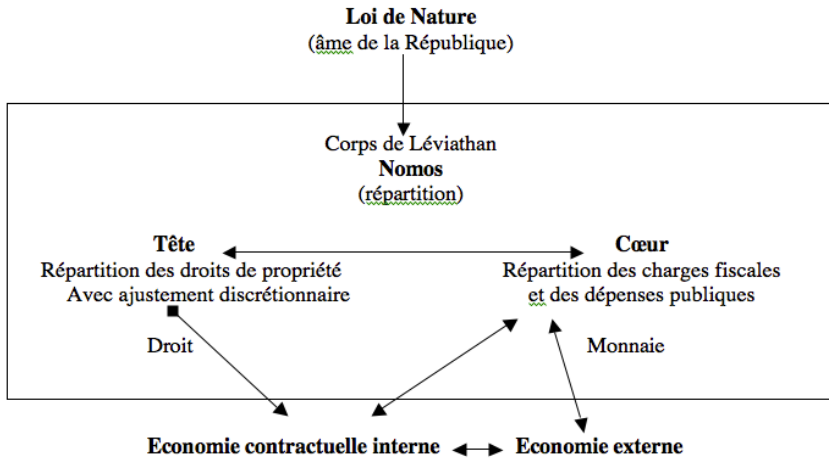 Loi de Nature
(âme de la République)
Corps de Léviathan
Nomos
(répartition)
Tête
Cœur
Répartition des droits de propriété
Avec ajustement discrétionnaire
Répartition des charges fiscales
et des dépenses publiques
Droit
Monnaie
Economie contractuelle interne
Economie externe